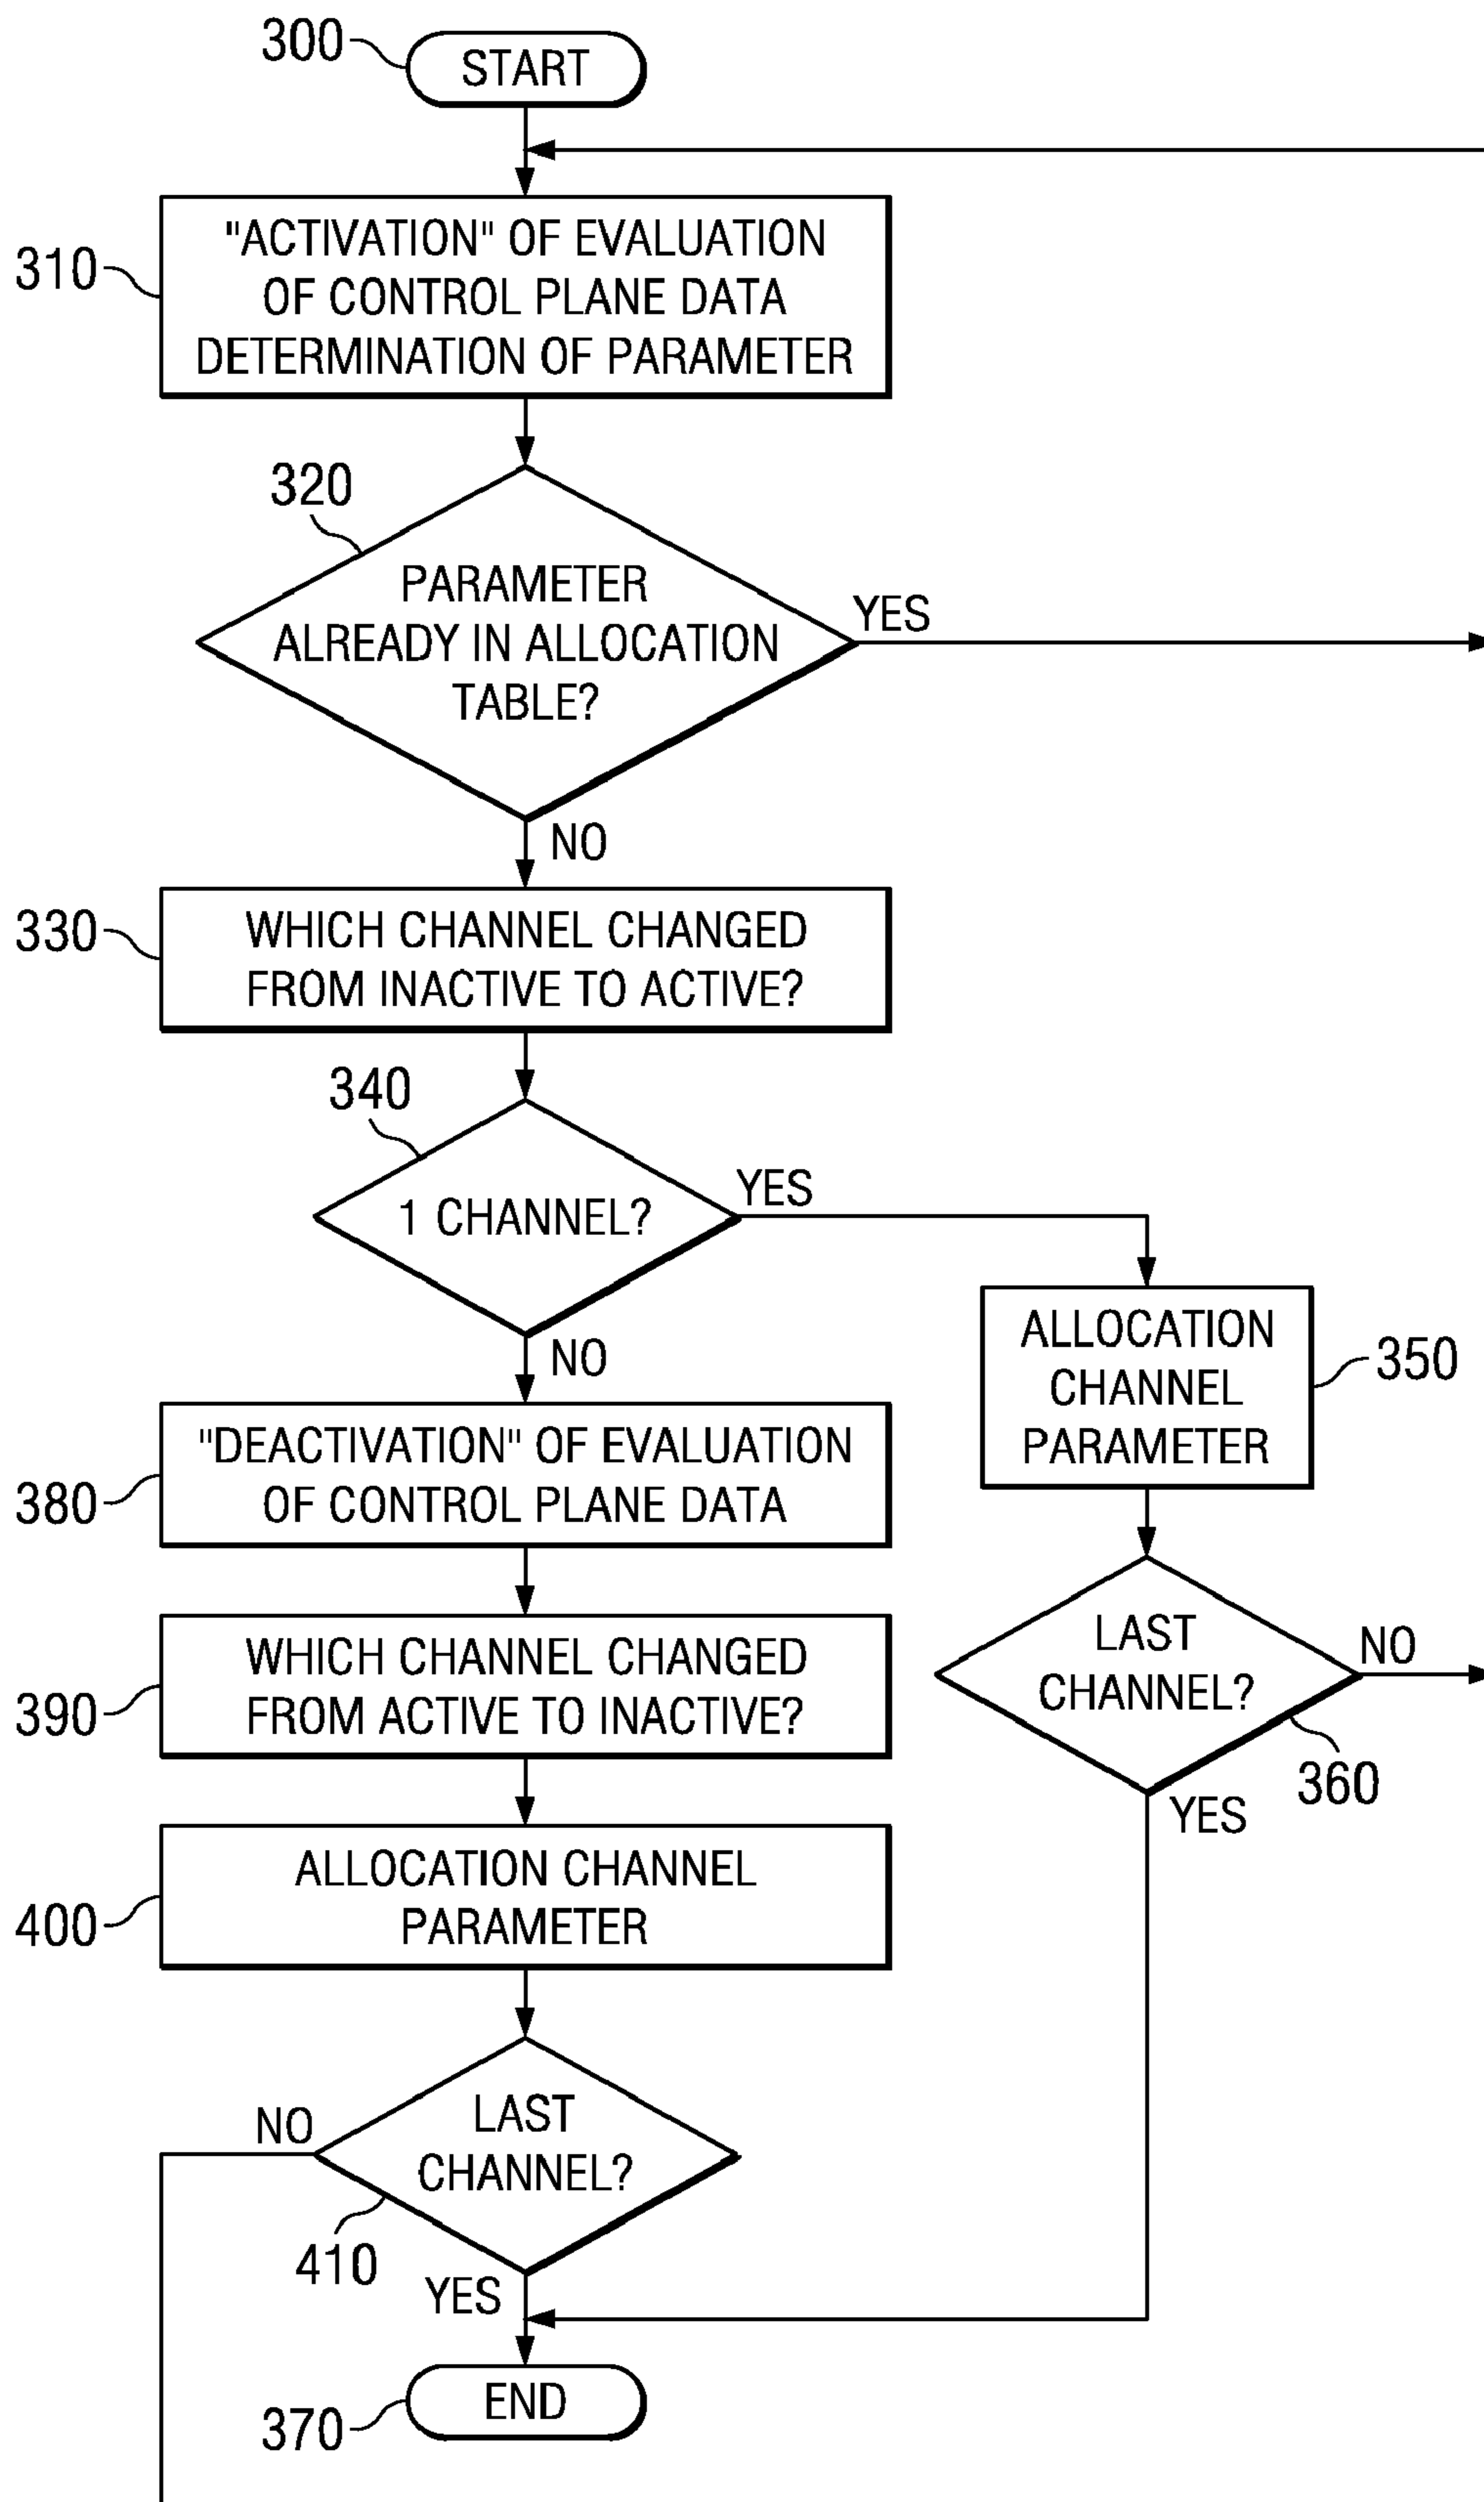 300
START
310
"ACTIVATION" OF EVALUATION
OF CONTROL PLANE DATA
DETERMINATION OF PARAMETER
320
PARAMETER
ALREADY IN ALLOCATION
TABLE?
YES
NO
330
WHICH CHANNEL CHANGED
FROM INACTIVE TO ACTIVE?
340
1 CHANNEL?
YES
NO
ALLOCATION
CHANNEL
PARAMETER
350
380
"DEACTIVATION" OF EVALUATION
OF CONTROL PLANE DATA
LAST
CHANNEL?
NO
360
YES
390
WHICH CHANNEL CHANGED
FROM ACTIVE TO INACTIVE?
400
ALLOCATION CHANNEL
PARAMETER
LAST
CHANNEL?
NO
410
YES
END
370